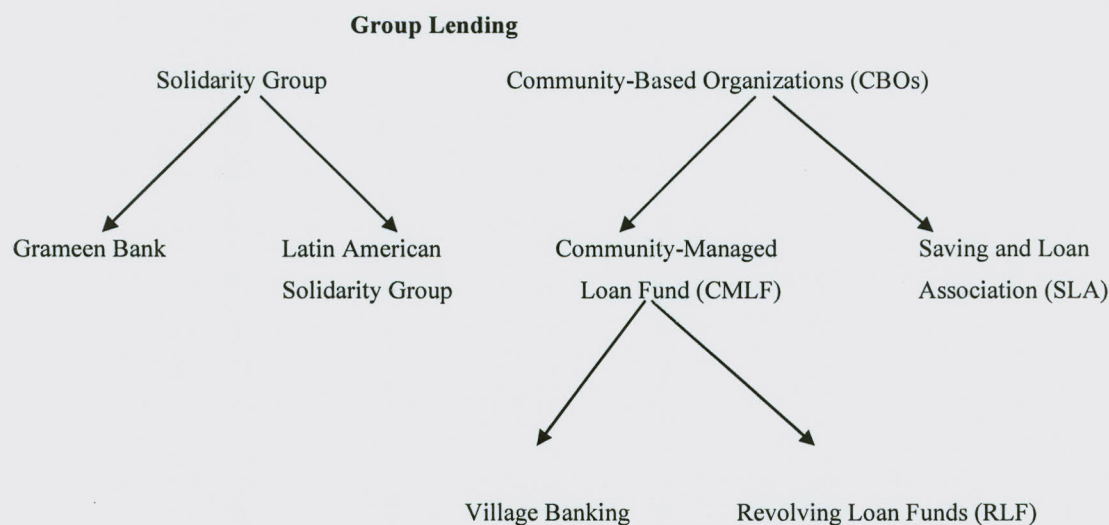 Group Lending
Solidarity Group
Community-Based Organizations (CBOs)
Grameen Bank
Latin American
Solidarity Group
Community-Managed
Loan Fund (CMLF)
Saving and Loan
Association (SLA)
Village Banking
Revolving Loan Funds (RLF)